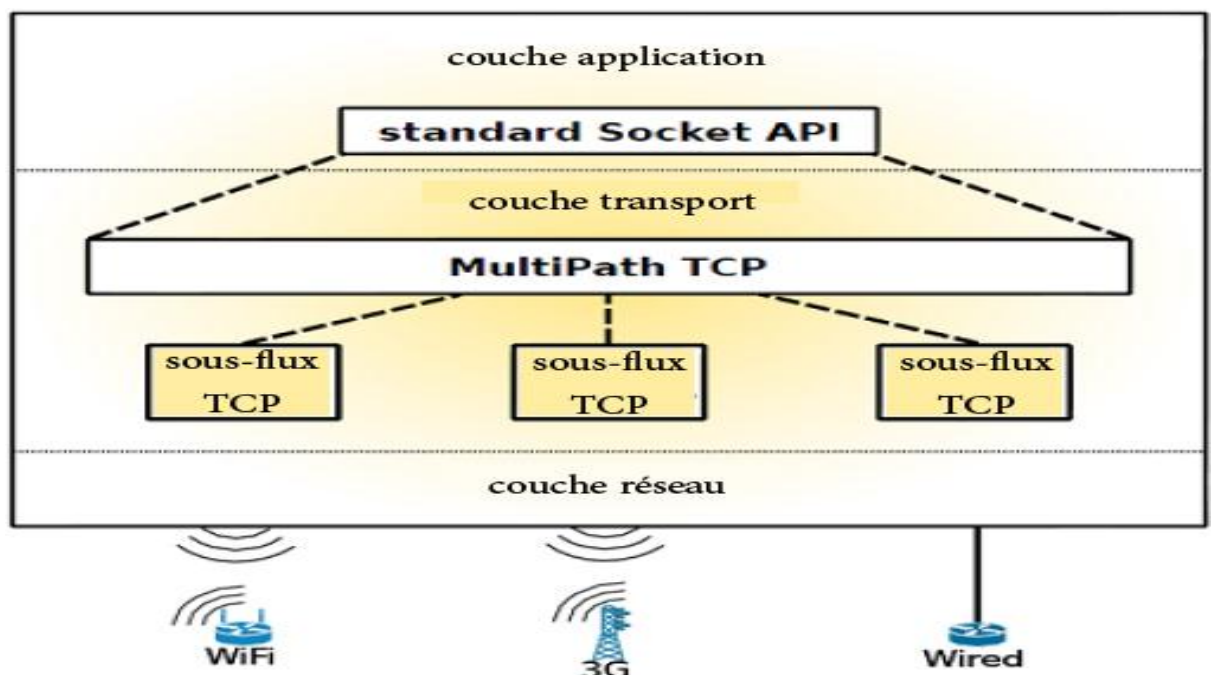 couche application
standard Socket API
couche transport
MultiPath TCP
sous-flux
TCP
sous-flux
TCP
sous-flux
TCP
couche réseau
WiFi
3G
Wired